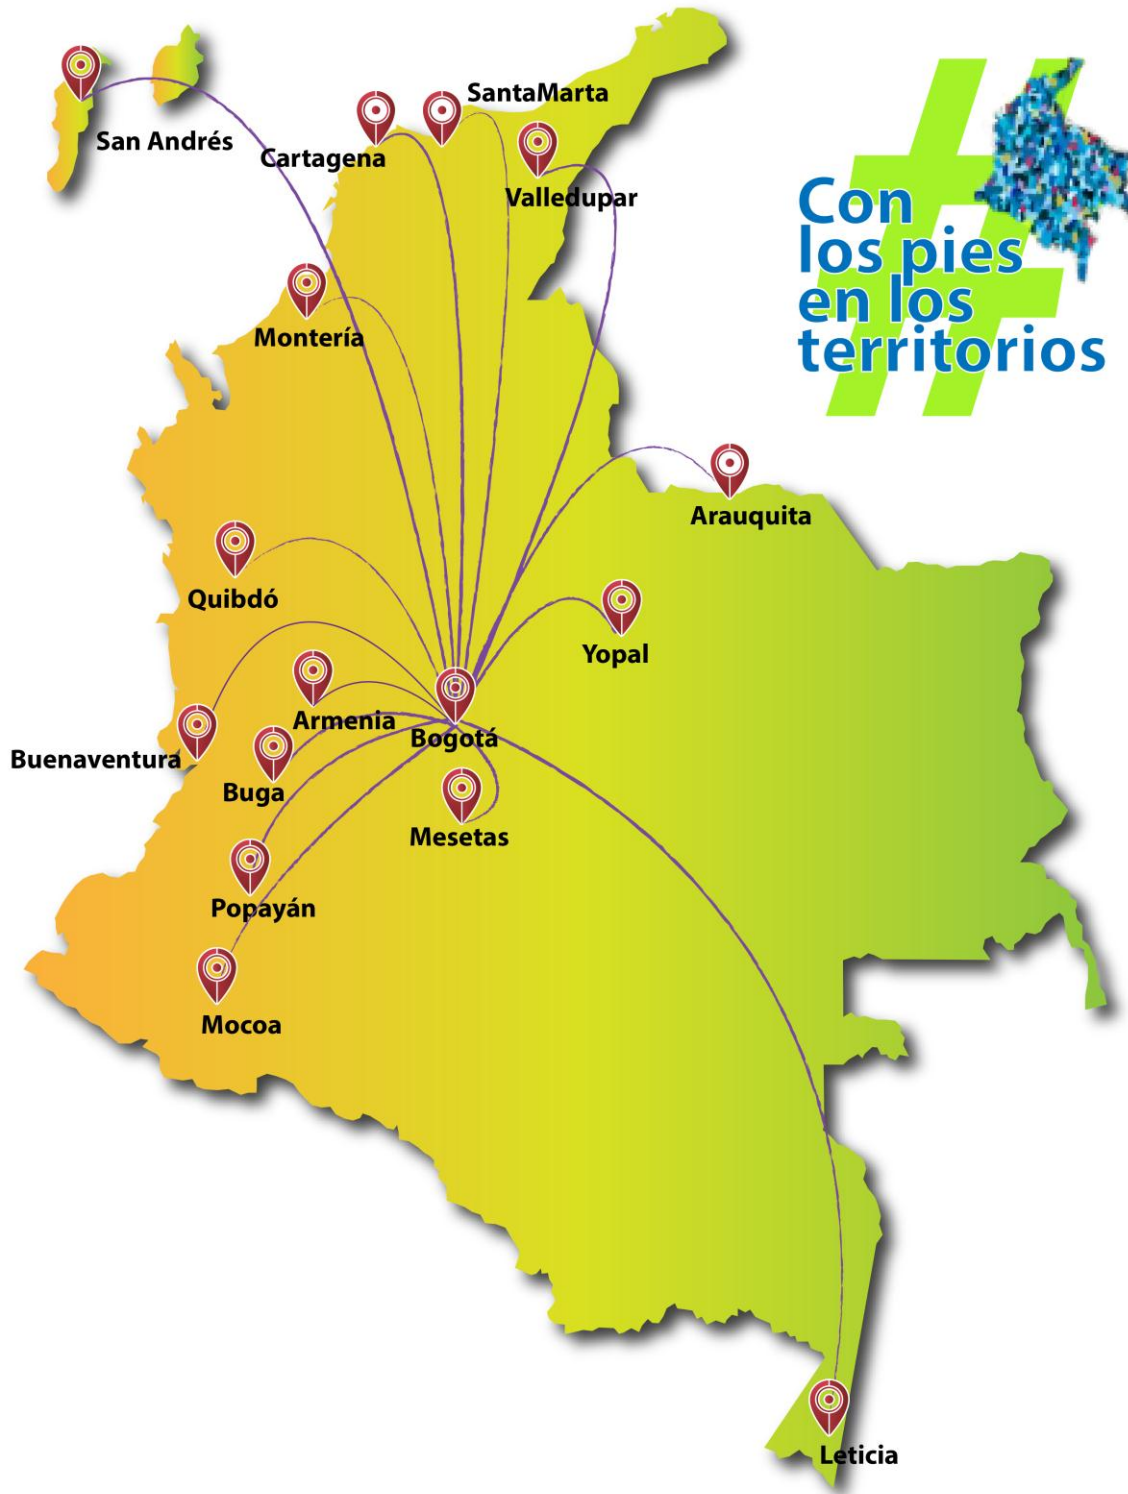 SantaMarta
San Andrés
Cartagena
Valledupar
#
Con
los pies
en los
territorios
Montería
Arauquita
Quibdó
Yopal
Armenia
Bogotá
Buenaventura
Buga
Mesetas
Popayán
Mocoa
Leticia